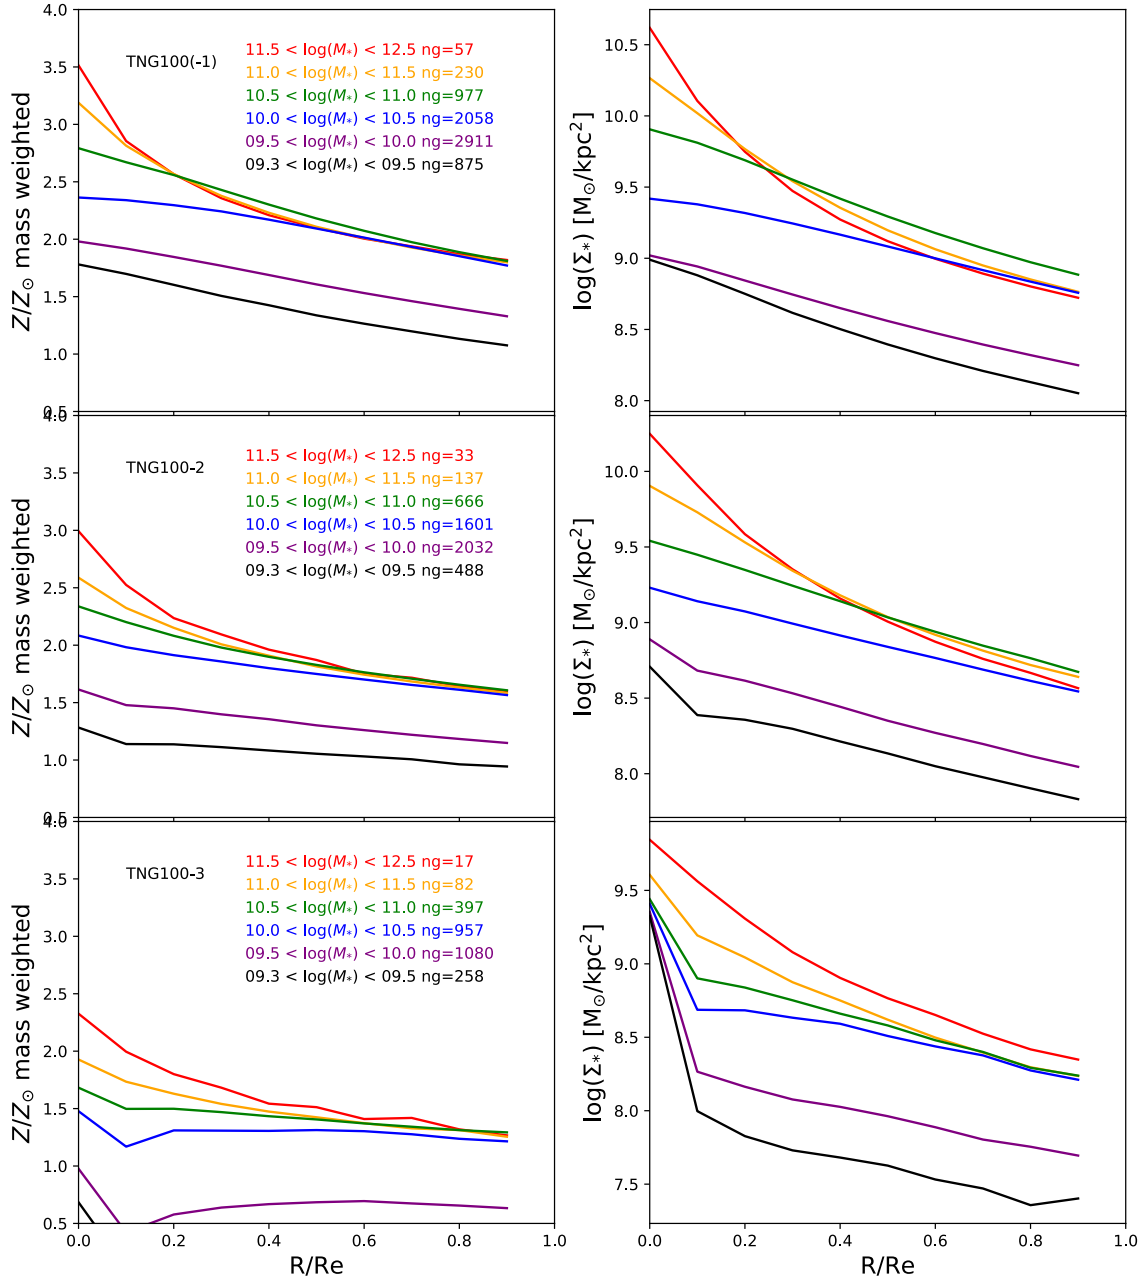 4.0
3.5
3.0
2.5
2.0
1.5
1.0
0.5
Z/Z⊙ mass weighted
TNG100(-1)
11.5 < log(M*) < 12.5 ng=57
11.0 < log(M*) < 11.5 ng=230
10.5 < log(M*) < 11.0 ng=977
10.0 < log(M*) < 10.5 ng=2058
09.5 < log(M*) < 10.0 ng=2911
09.3 < log(M*) < 09.5 ng=875
10.5
10.0
9.5
9.0
8.5
8.0
log(Σ*) [M⊙/kpc²]
4.0
3.5
3.0
2.5
2.0
1.5
1.0
0.5
Z/Z⊙ mass weighted
TNG100-2
11.5 < log(M*) < 12.5 ng=33
11.0 < log(M*) < 11.5 ng=137
10.5 < log(M*) < 11.0 ng=666
10.0 < log(M*) < 10.5 ng=1601
09.5 < log(M*) < 10.0 ng=2032
09.3 < log(M*) < 09.5 ng=488
10.0
9.5
9.0
8.5
8.0
log(Σ*) [M⊙/kpc²]
4.0
3.5
3.0
2.5
2.0
1.5
1.0
0.5
Z/Z⊙ mass weighted
TNG100-3
11.5 < log(M*) < 12.5 ng=17
11.0 < log(M*) < 11.5 ng=82
10.5 < log(M*) < 11.0 ng=397
10.0 < log(M*) < 10.5 ng=957
09.5 < log(M*) < 10.0 ng=1080
09.3 < log(M*) < 09.5 ng=258
0.0 0.2 0.4 0.6 0.8 1.0
R/Re
9.5
9.0
8.5
8.0
7.5
log(Σ*) [M⊙/kpc²]
0.0 0.2 0.4 0.6 0.8 1.0
R/Re